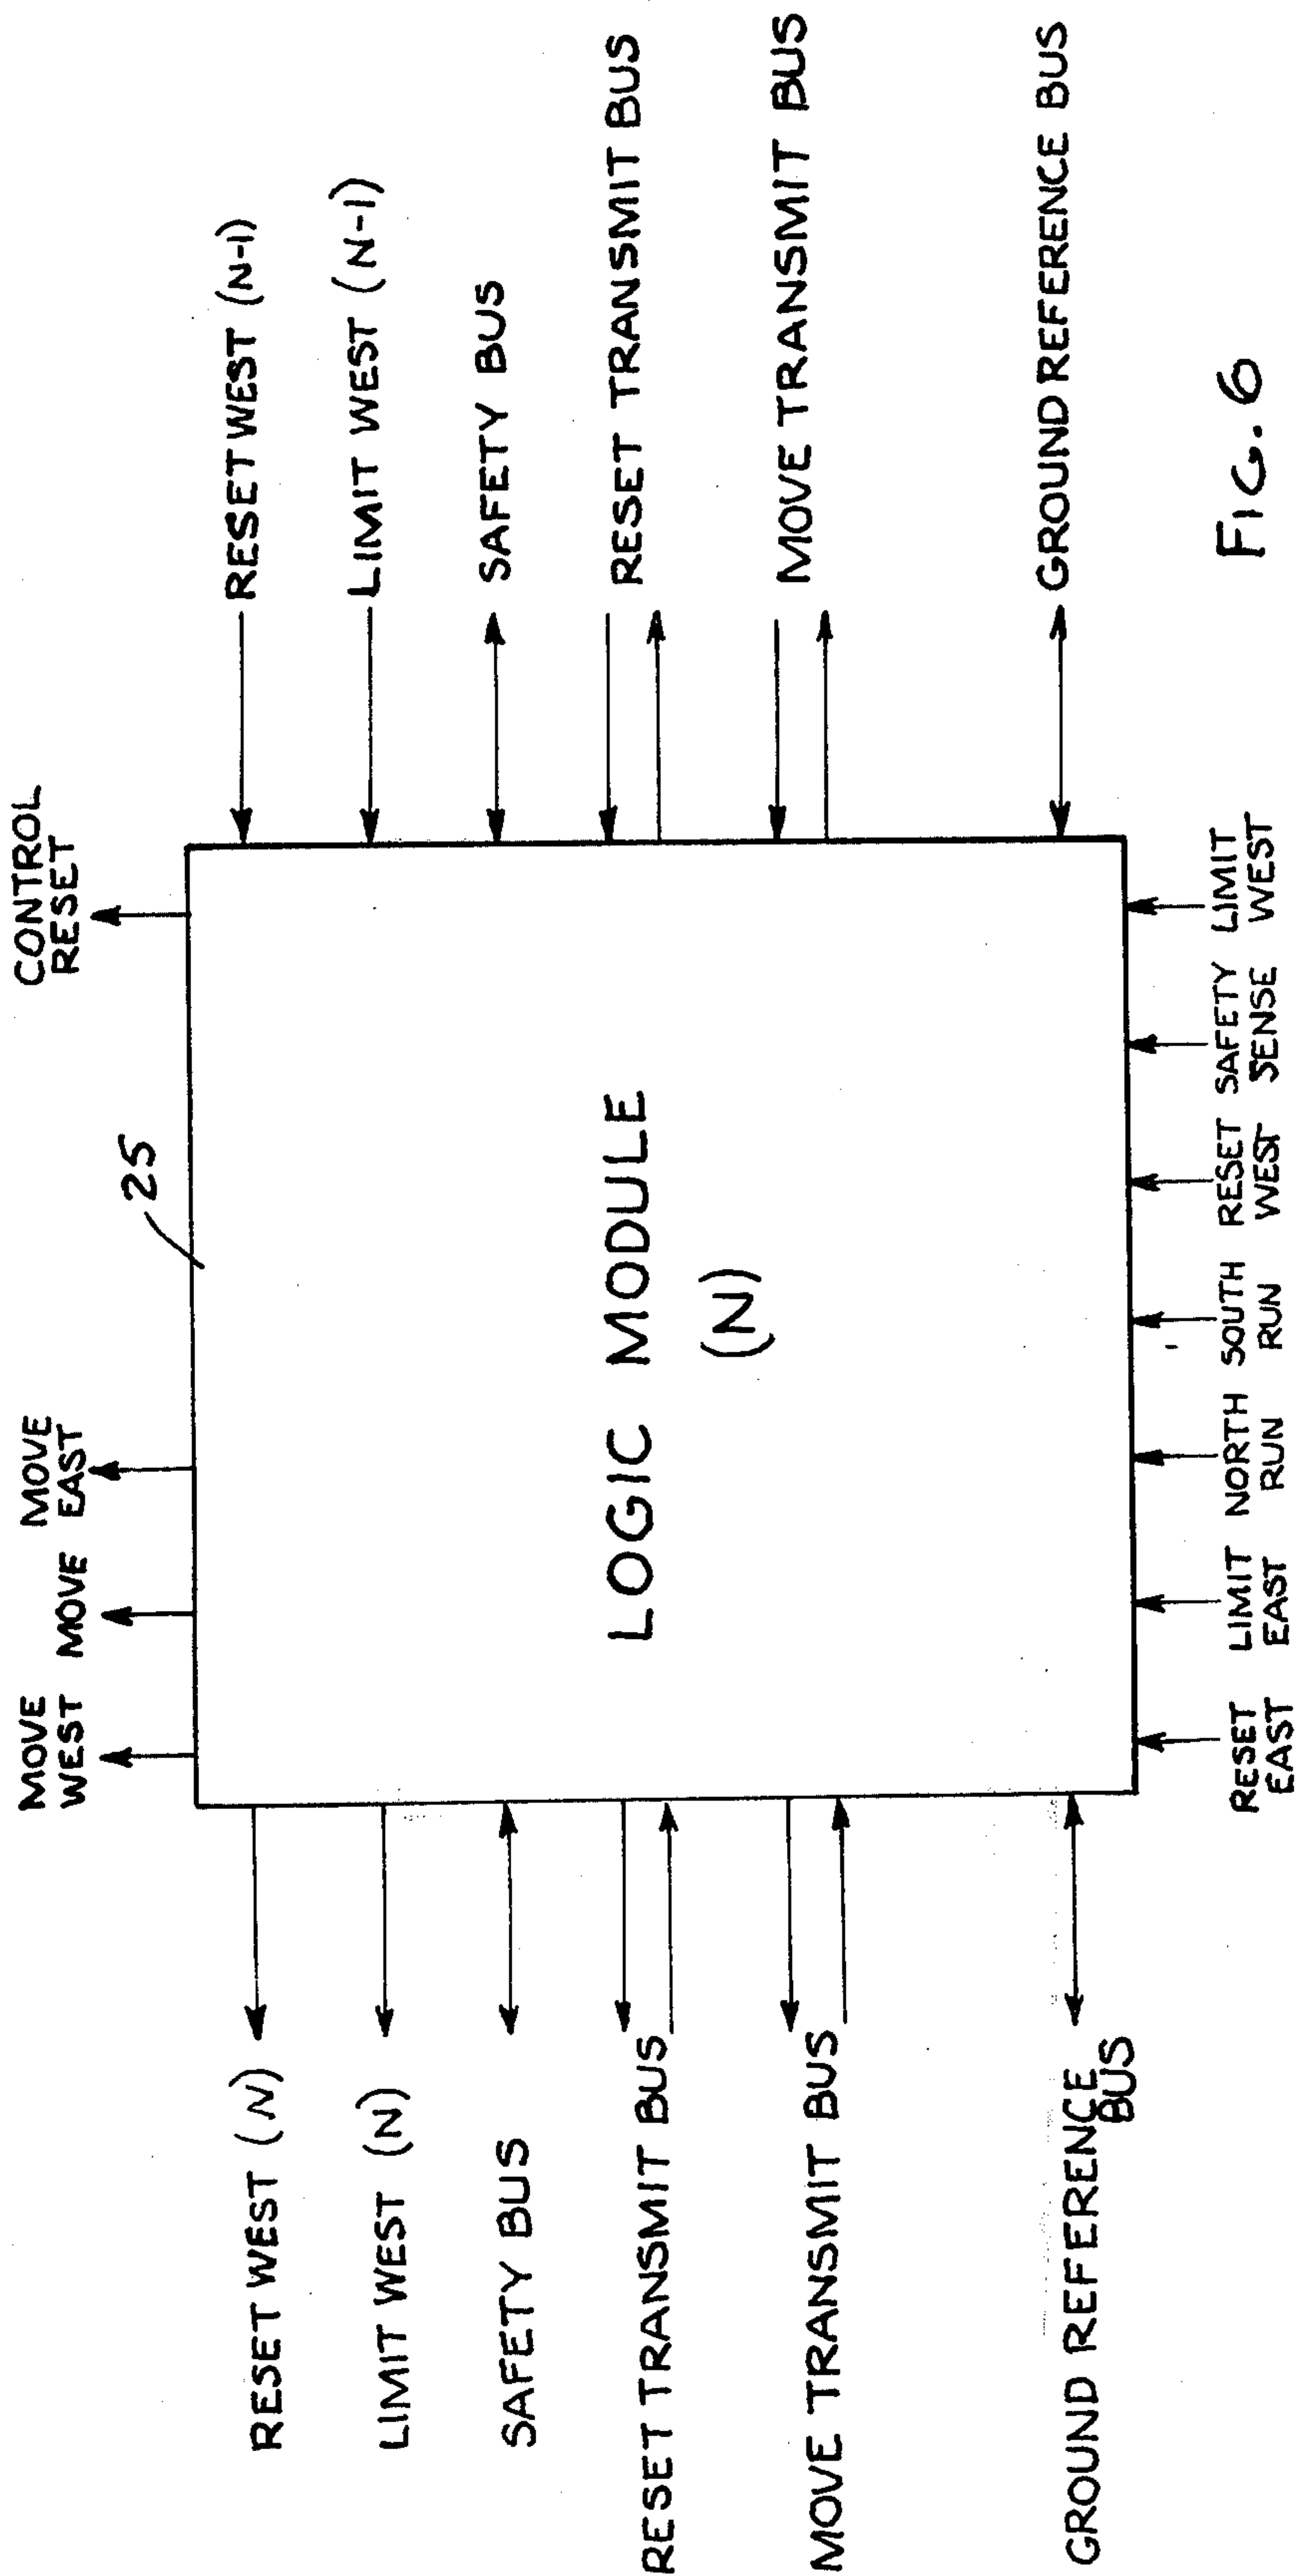 MOVE
WEST
MOVE
MOVE
EAST
CONTROL
RESET
25
RESET WEST (N)
LIMIT WEST (N)
SAFETY BUS
RESET TRANSMIT BUS
MOVE TRANSMIT BUS
GROUND REFERENCE
BUS
LOGIC MODULE
(N)
RESET WEST (N-1)
LIMIT WEST (N-1)
SAFETY BUS
RESET TRANSMIT BUS
MOVE TRANSMIT BUS
GROUND REFERENCE BUS
RESET
EAST
LIMIT
EAST
NORTH
RUN
SOUTH
RUN
RESET
WEST
SAFETY
SENSE
LIMIT
WEST
FIG. 6